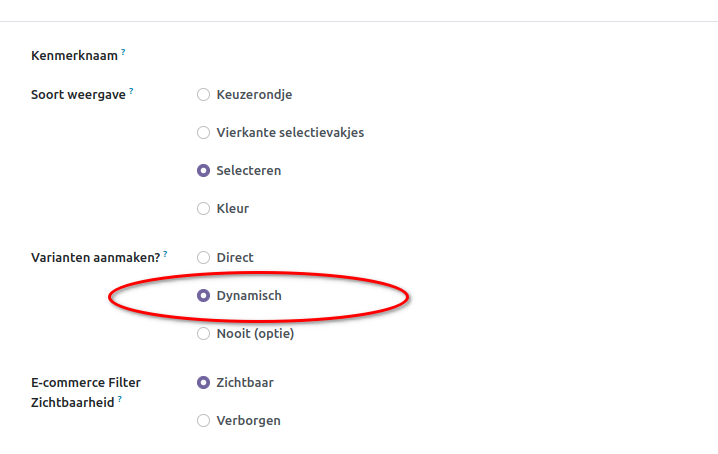 Kenmerknaam ?
Soort weergave ?
Keuzerondje
Vierkante selectievakjes
Selecteren
Kleur
Varianten aanmaken? ?
Direct
Dynamisch
Nooit (optie)
E-commerce Filter
Zichtbaarheid ?
Zichtbaar
Verborgen